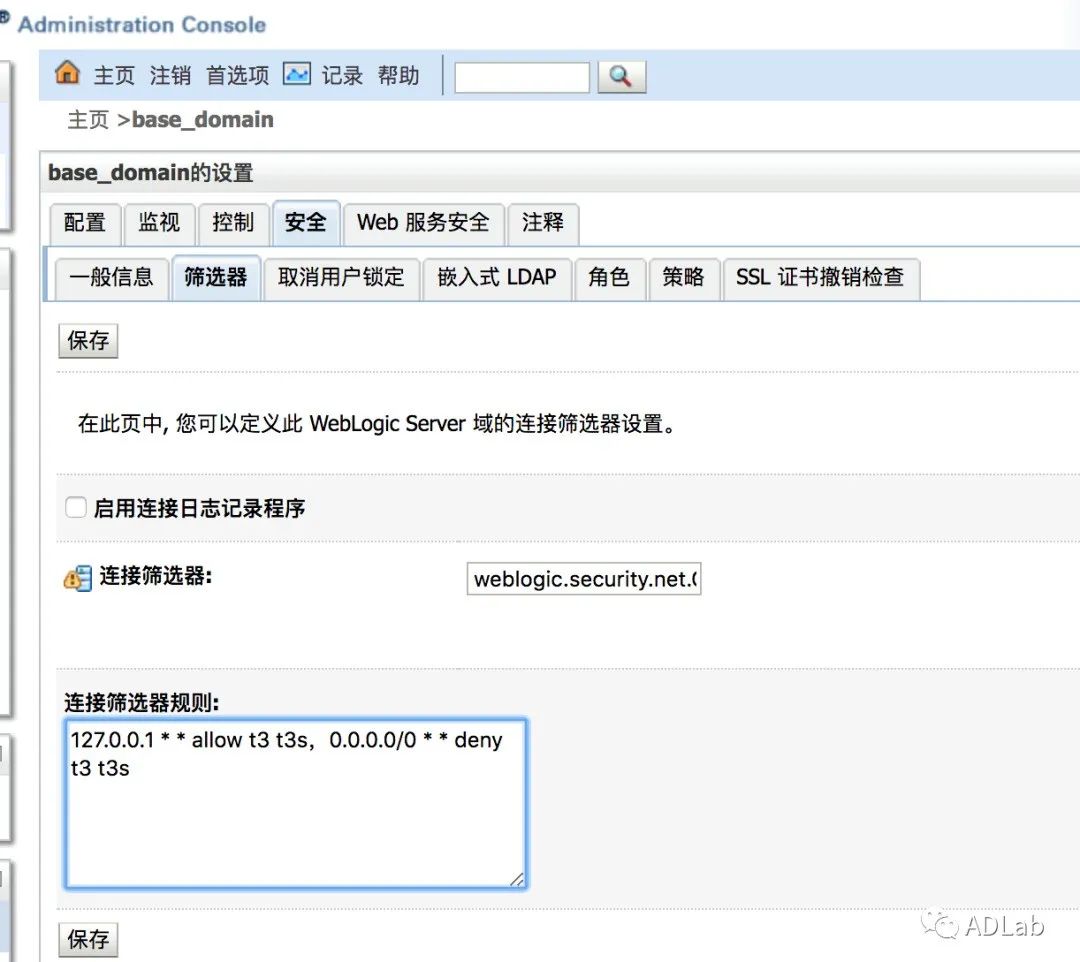 ® Administration Console
主页 注销 首选项 记录 帮助
主页 >base_domain
base_domain的设置
配置 监视 控制 安全 Web 服务安全 注释
一般信息 筛选器 取消用户锁定 嵌入式 LDAP 角色 策略 SSL 证书撤销检查
保存
在此页中, 您可以定义此 WebLogic Server 域的连接筛选器设置。
启用连接日志记录程序
连接筛选器: weblogic.security.net.
连接筛选器规则:
127.0.0.1 * * allow t3 t3s，0.0.0.0/0 * * deny
t3 t3s
保存
ADLab